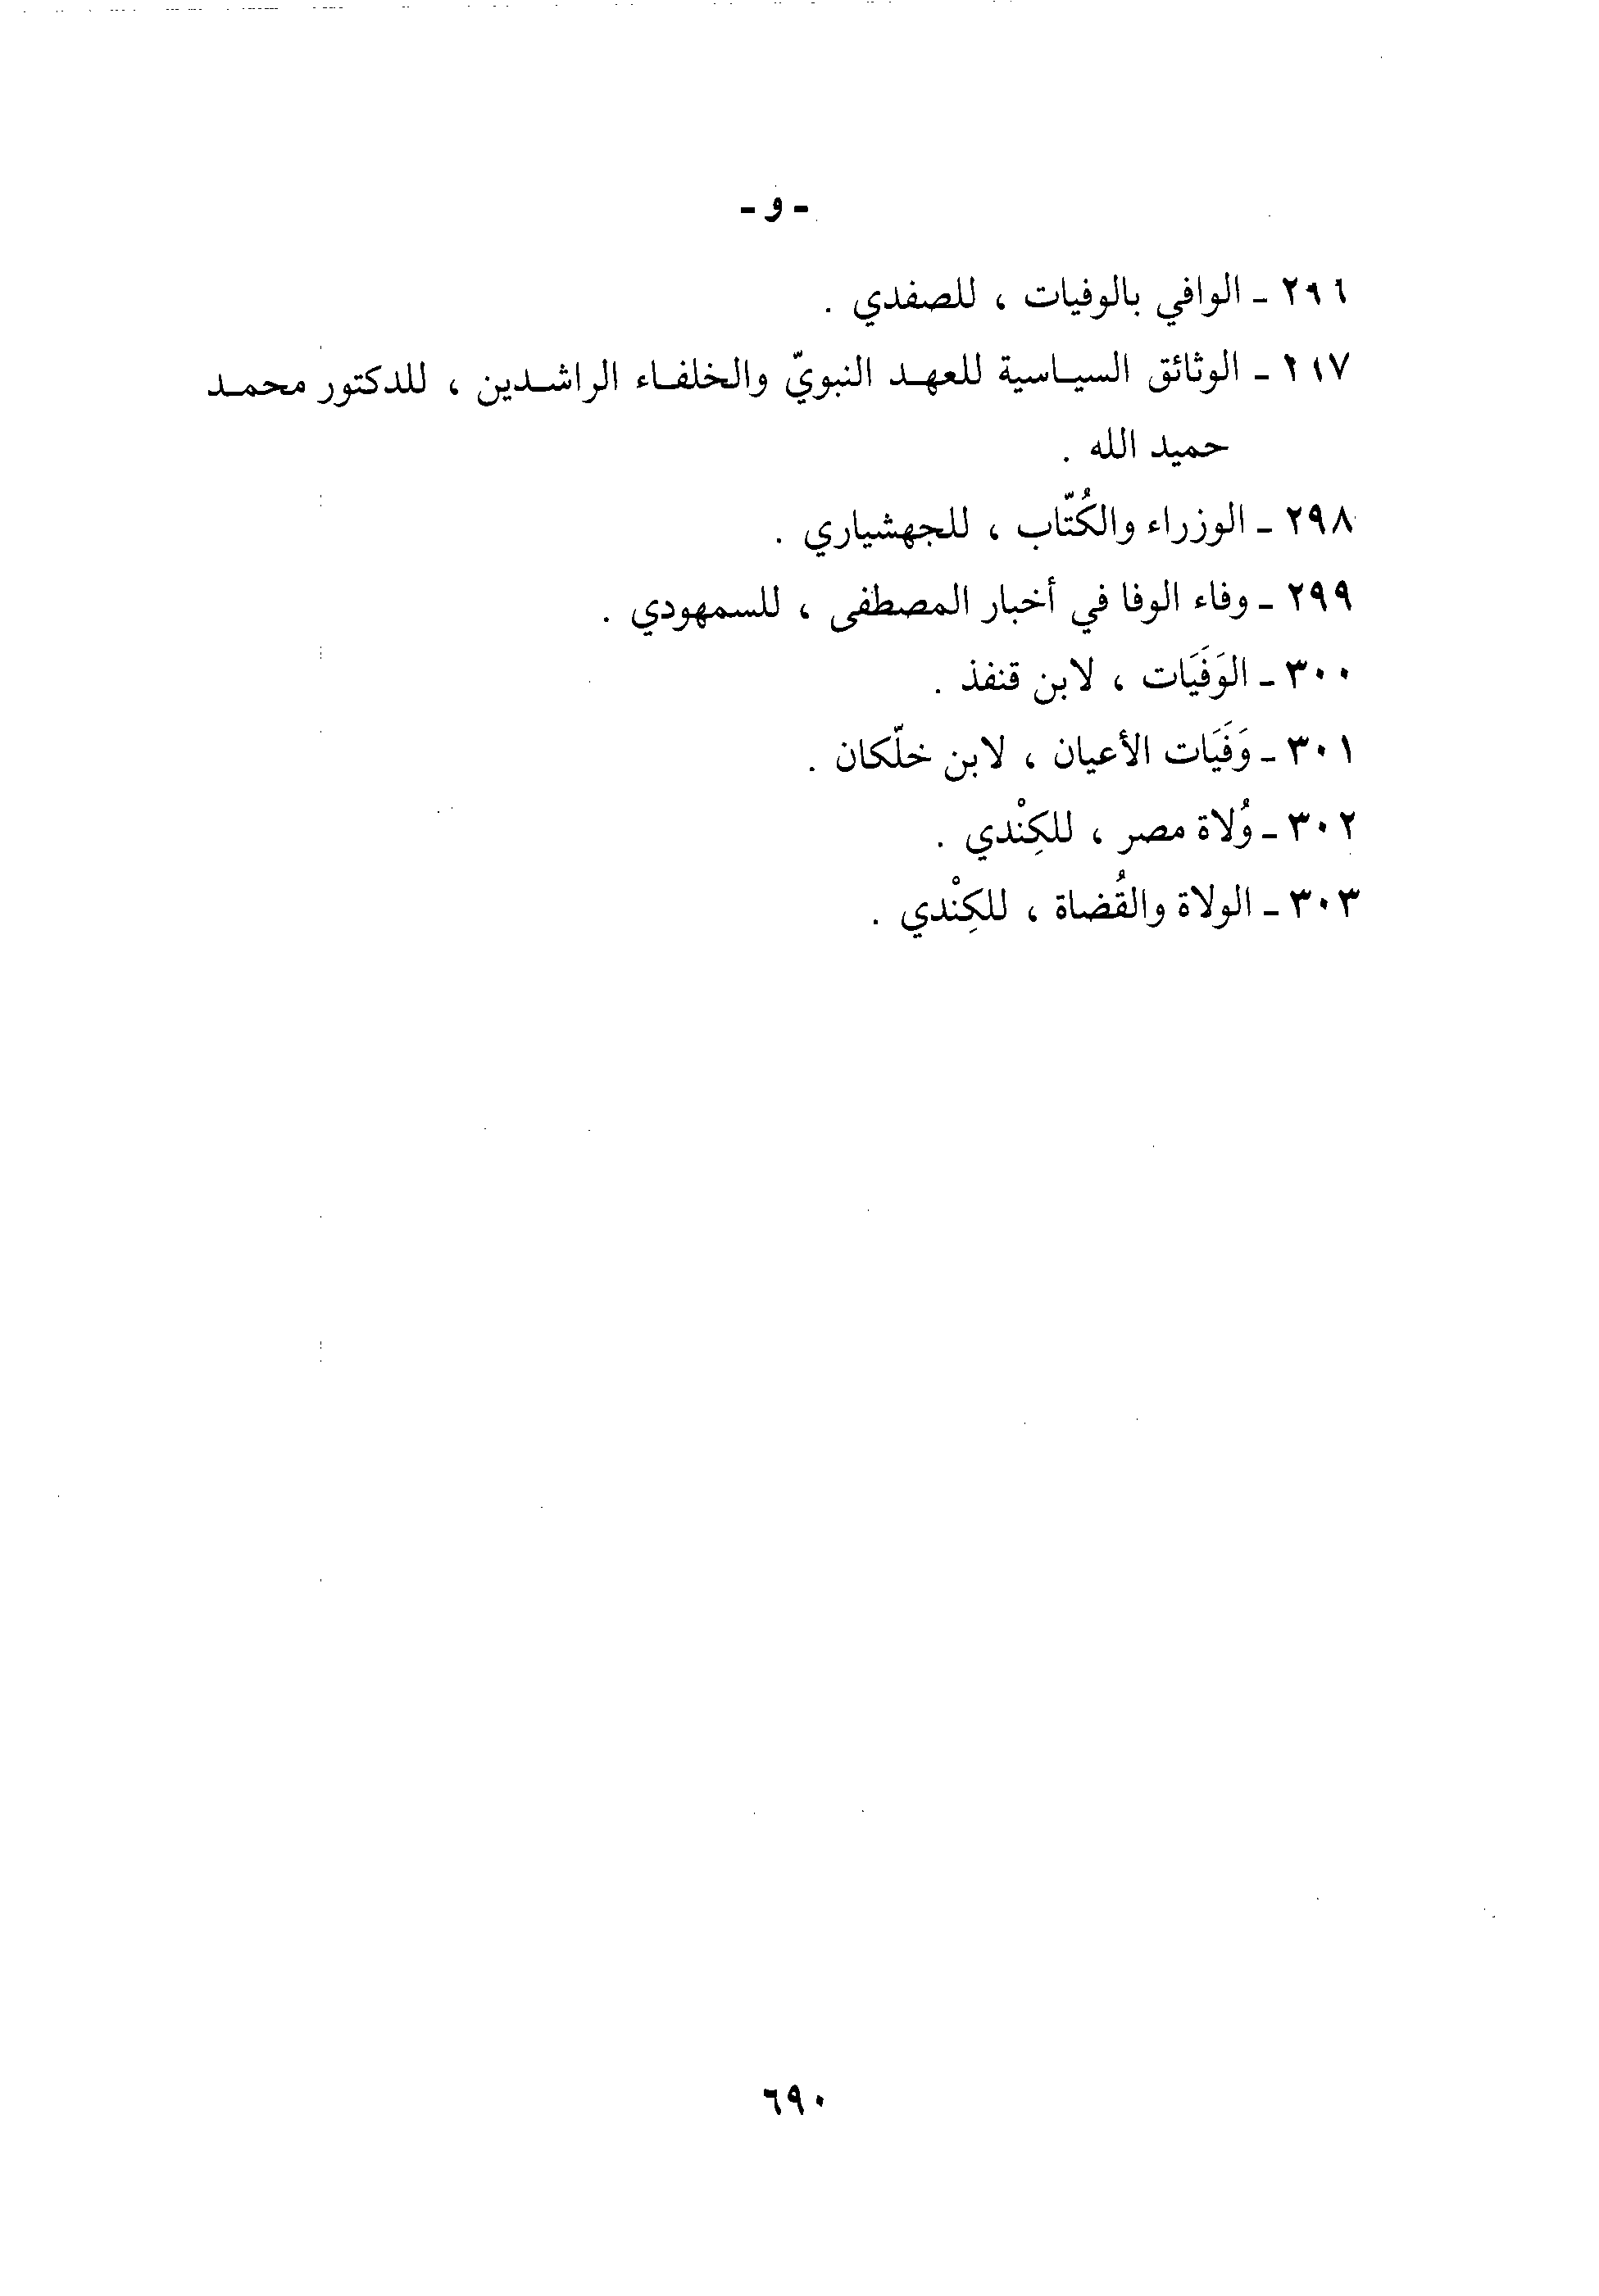 - و -
٢٩٦ - الوافي بالوفيات ، للصفدي .
٢٩٧ - الوثائق السياسية للعهد النبويّ والخلفاء الراشدين ، للدكتور محمد
حميد الله .
٢٩٨ - الوزراء والكُتّاب ، للجهشياري .
٢٩٩ - وفاء الوفا في أخبار المصطفى ، للسمهودي .
٣٠٠ - الوَفَيَات ، لابن قنفذ .
٣٠١ - وَفَيَات الأعيان ، لابن خلّكان .
٣٠٢ - وُلاة مصر ، للكِنْدي .
٣٠٣ - الولاة والقُضاة ، للكِنْدي .
٦٩٠